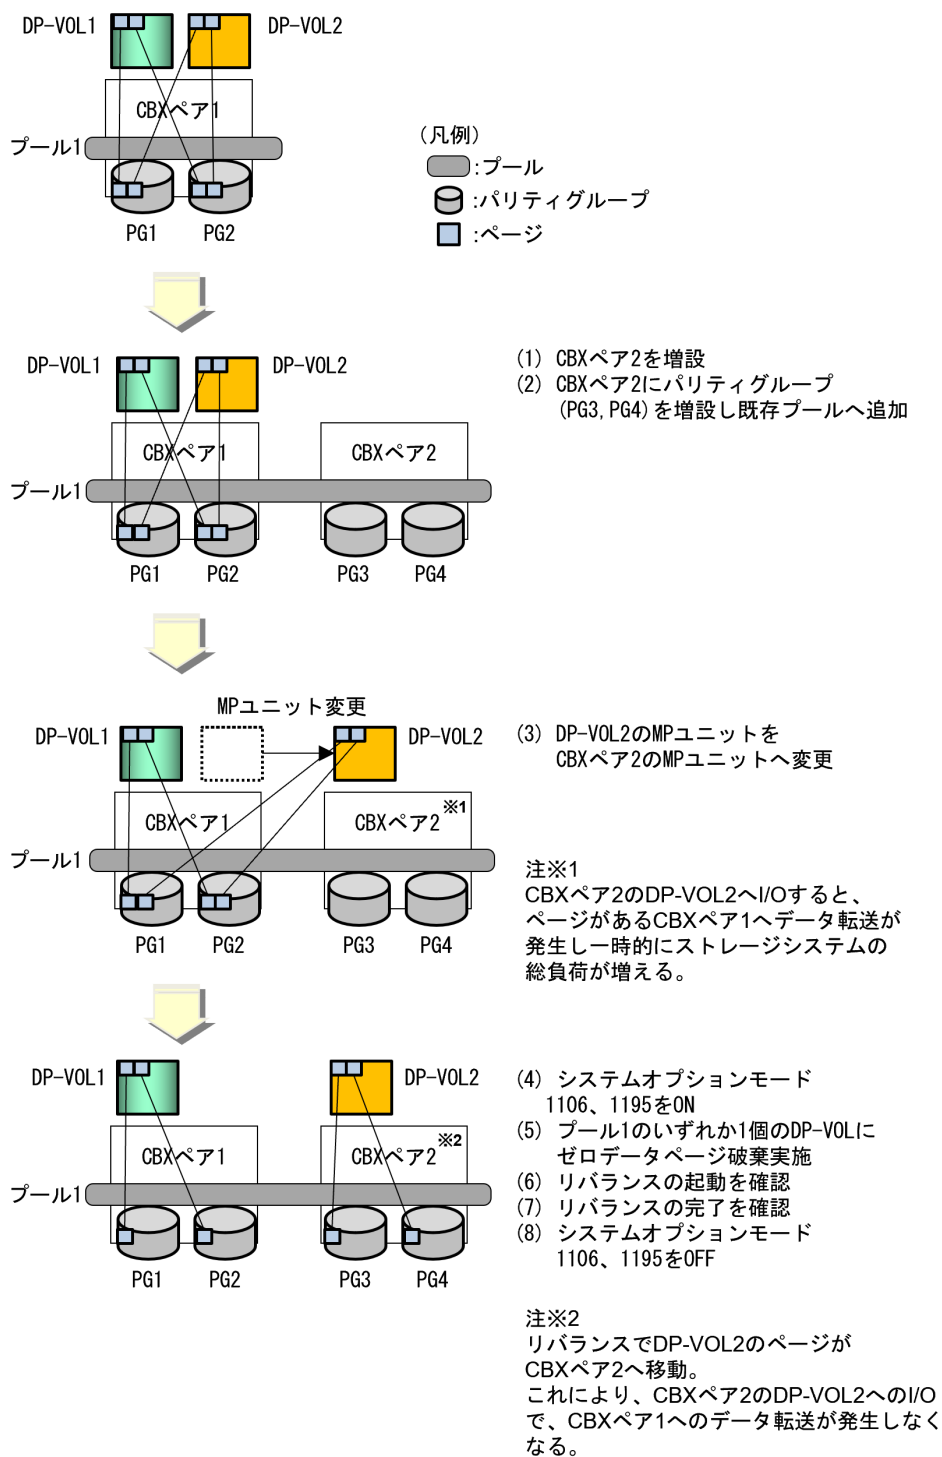 DP-VOL1
DP-VOL2
CBXペア1
プール1
PG1
PG2
(凡例)
:プール
:パリティグループ
:ページ
DP-VOL1
DP-VOL2
CBXペア1
CBXペア2
プール1
PG1
PG2
PG3
PG4
(1) CBXペア2を増設
(2) CBXペア2にパリティグループ
(PG3,PG4)を増設し既存プールへ追加
MPユニット変更
DP-VOL1
DP-VOL2
CBXペア1
CBXペア2※1
プール1
PG1
PG2
PG3
PG4
(3) DP-VOL2のMPユニットを
CBXペア2のMPユニットへ変更
注※1
CBXペア2のDP-VOL2へI/Oすると、
ページがあるCBXペア1へデータ転送が
発生し一時的にストレージシステムの
総負荷が増える。
DP-VOL1
DP-VOL2
CBXペア1
CBXペア2※2
プール1
PG1
PG2
PG3
PG4
(4) システムオプションモード
1106、1195をON
(5) プール1のいずれか1個のDP-VOLに
ゼロデータページ破棄実施
(6) リバランスの起動を確認
(7) リバランスの完了を確認
(8) システムオプションモード
1106、1195をOFF
注※2
リバランスでDP-VOL2のページが
CBXペア2へ移動。
これにより、CBXペア2のDP-VOL2へのI/O
で、CBXペア1へのデータ転送が発生しなく
なる。